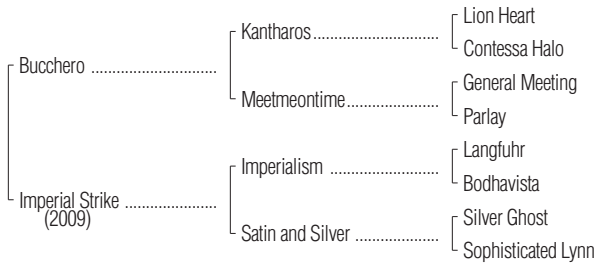 Lion Heart
Kantharos
Contessa Halo
Bucchero
General Meeting
Meetmeontime
Parlay
Langfuhr
Imperialism
Bodhavista
Imperial Strike
(2009)
Silver Ghost
Satin and Silver
Sophisticated Lynn